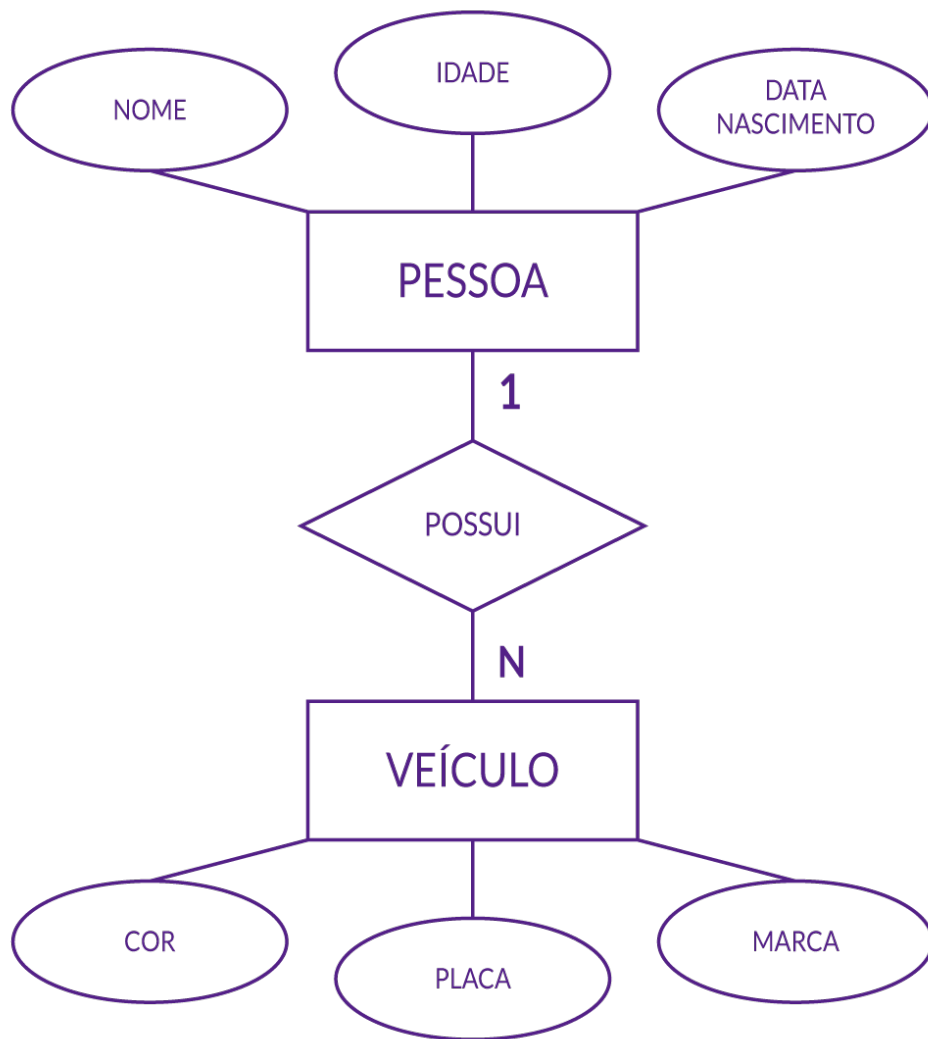 NOME
IDADE
DATA
NASCIMENTO
PESSOA
1
POSSUI
N
VEÍCULO
COR
PLACA
MARCA